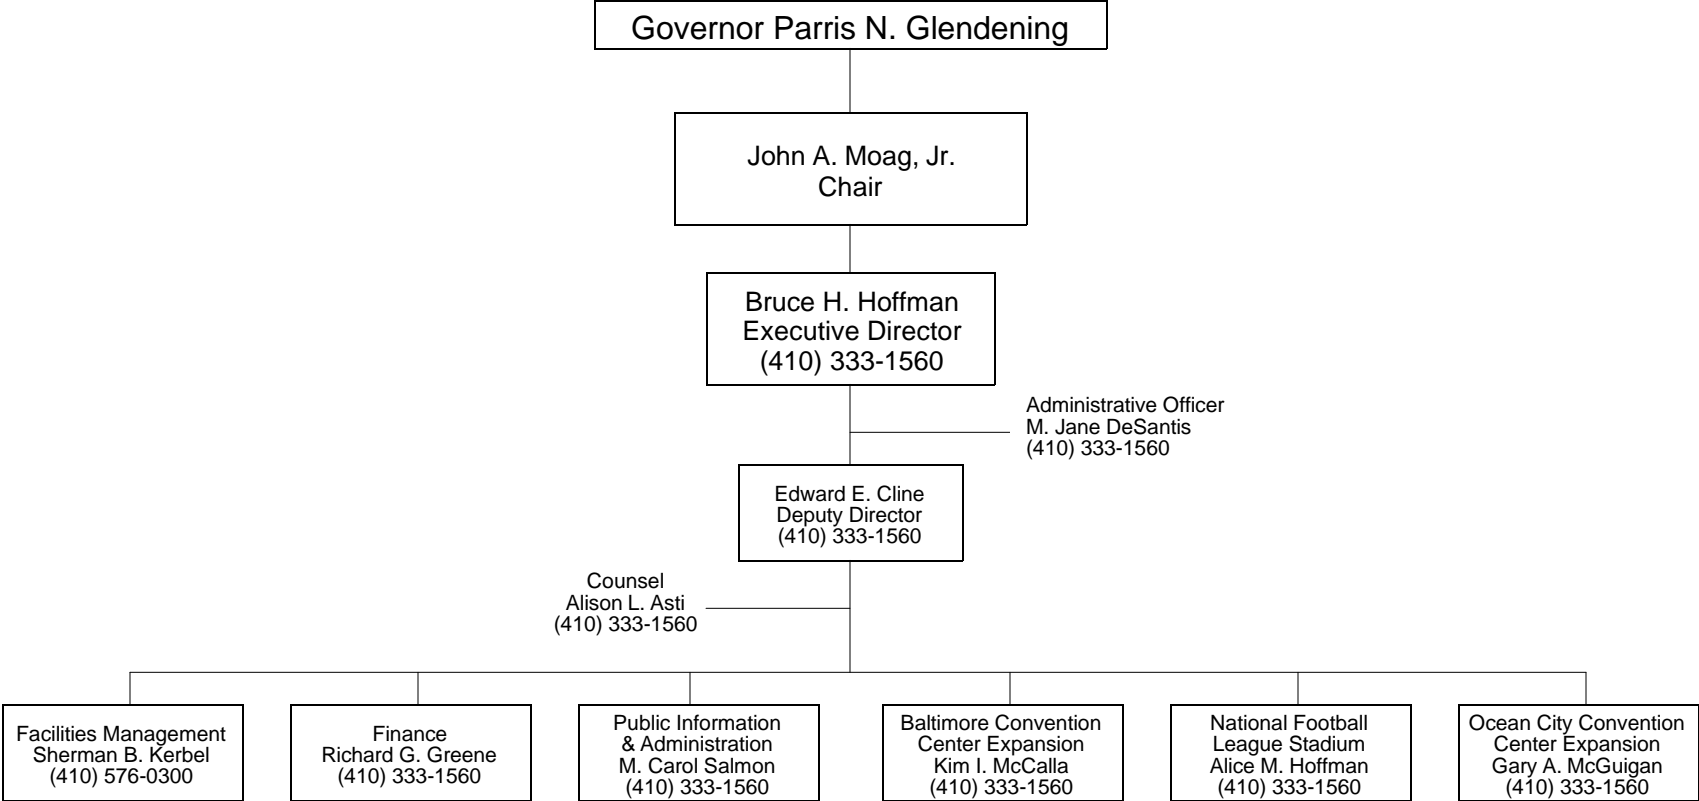 Governor Parris N. Glendening
John A. Moag, Jr.
Chair
Bruce H. Hoffman
Executive Director
(410) 333-1560
Administrative Officer
M. Jane DeSantis
(410) 333-1560
Edward E. Cline
Deputy Director
(410) 333-1560
Counsel
Alison L. Asti
(410) 333-1560
Facilities Management
Sherman B. Kerbel
(410) 576-0300
Finance
Richard G. Greene
(410) 333-1560
Public Information
& Administration
M. Carol Salmon
(410) 333-1560
Baltimore Convention
Center Expansion
Kim I. McCalla
(410) 333-1560
National Football
League Stadium
Alice M. Hoffman
(410) 333-1560
Ocean City Convention
Center Expansion
Gary A. McGuigan
(410) 333-1560